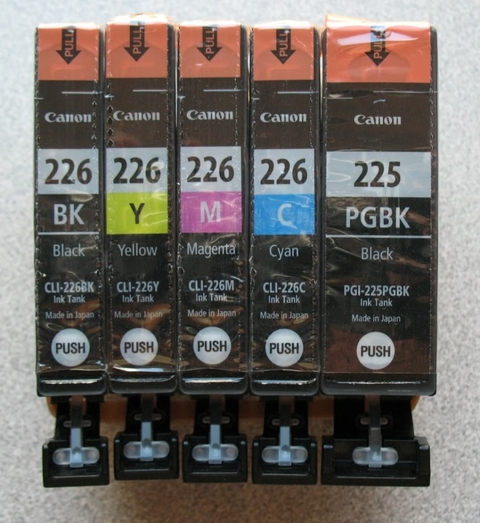 PULL
PULL
PULL
PULL
PULL
Canon
Canon
Canon
Canon
Canon
226
226
226
226
225
BK
Y
M
C
PGBK
Black
Yellow
Magenta
Cyan
Black
CLI-226BK
CLI-226Y
CLI-226M
CLI-226C
PGI-225PGBK
Ink Tank
Ink Tank
Ink Tank
Ink Tank
Ink Tank
Made in Japan
Made in Japan
Made in Japan
Made in Japan
Made in Japan
PUSH
PUSH
PUSH
PUSH
PUSH